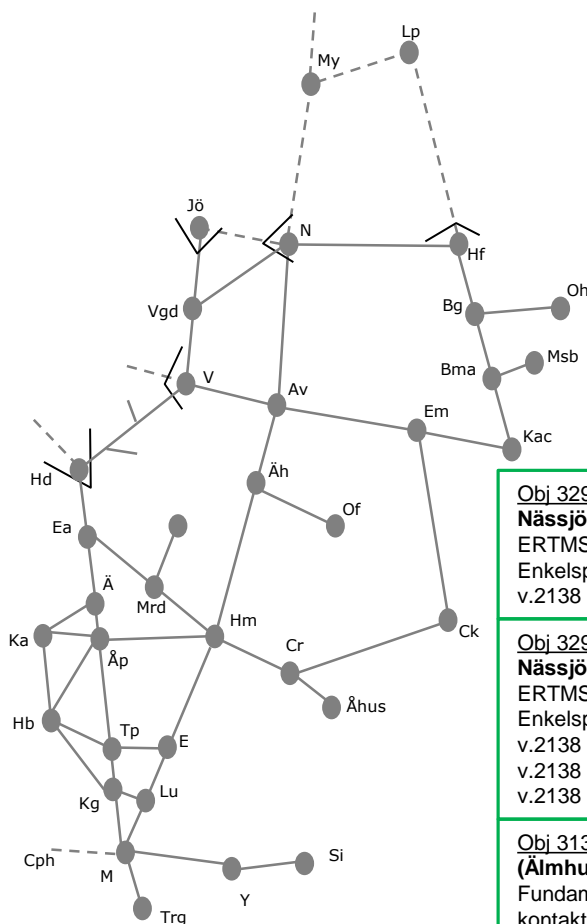 Lp
My
Jö
N
Hf
Oh
Vgd
Bg
Msb
Bma
V
Av
Em
Kac
Hd
Äh
Of
Ea
Ä
Mrd
Hm
Ka
Åp
Cr
Ck
Åhus
Hb
Tp
E
Kg
Lu
Cph
M
Si
Y
Trg
Obj 329
Nässjö
ERTMS
Enkelsp
v.2138
Obj 329
Nässjö
ERTMS
Enkelsp
v.2138
v.2138
v.2138
Obj 313
(Älmhu
Fundam
kontakt